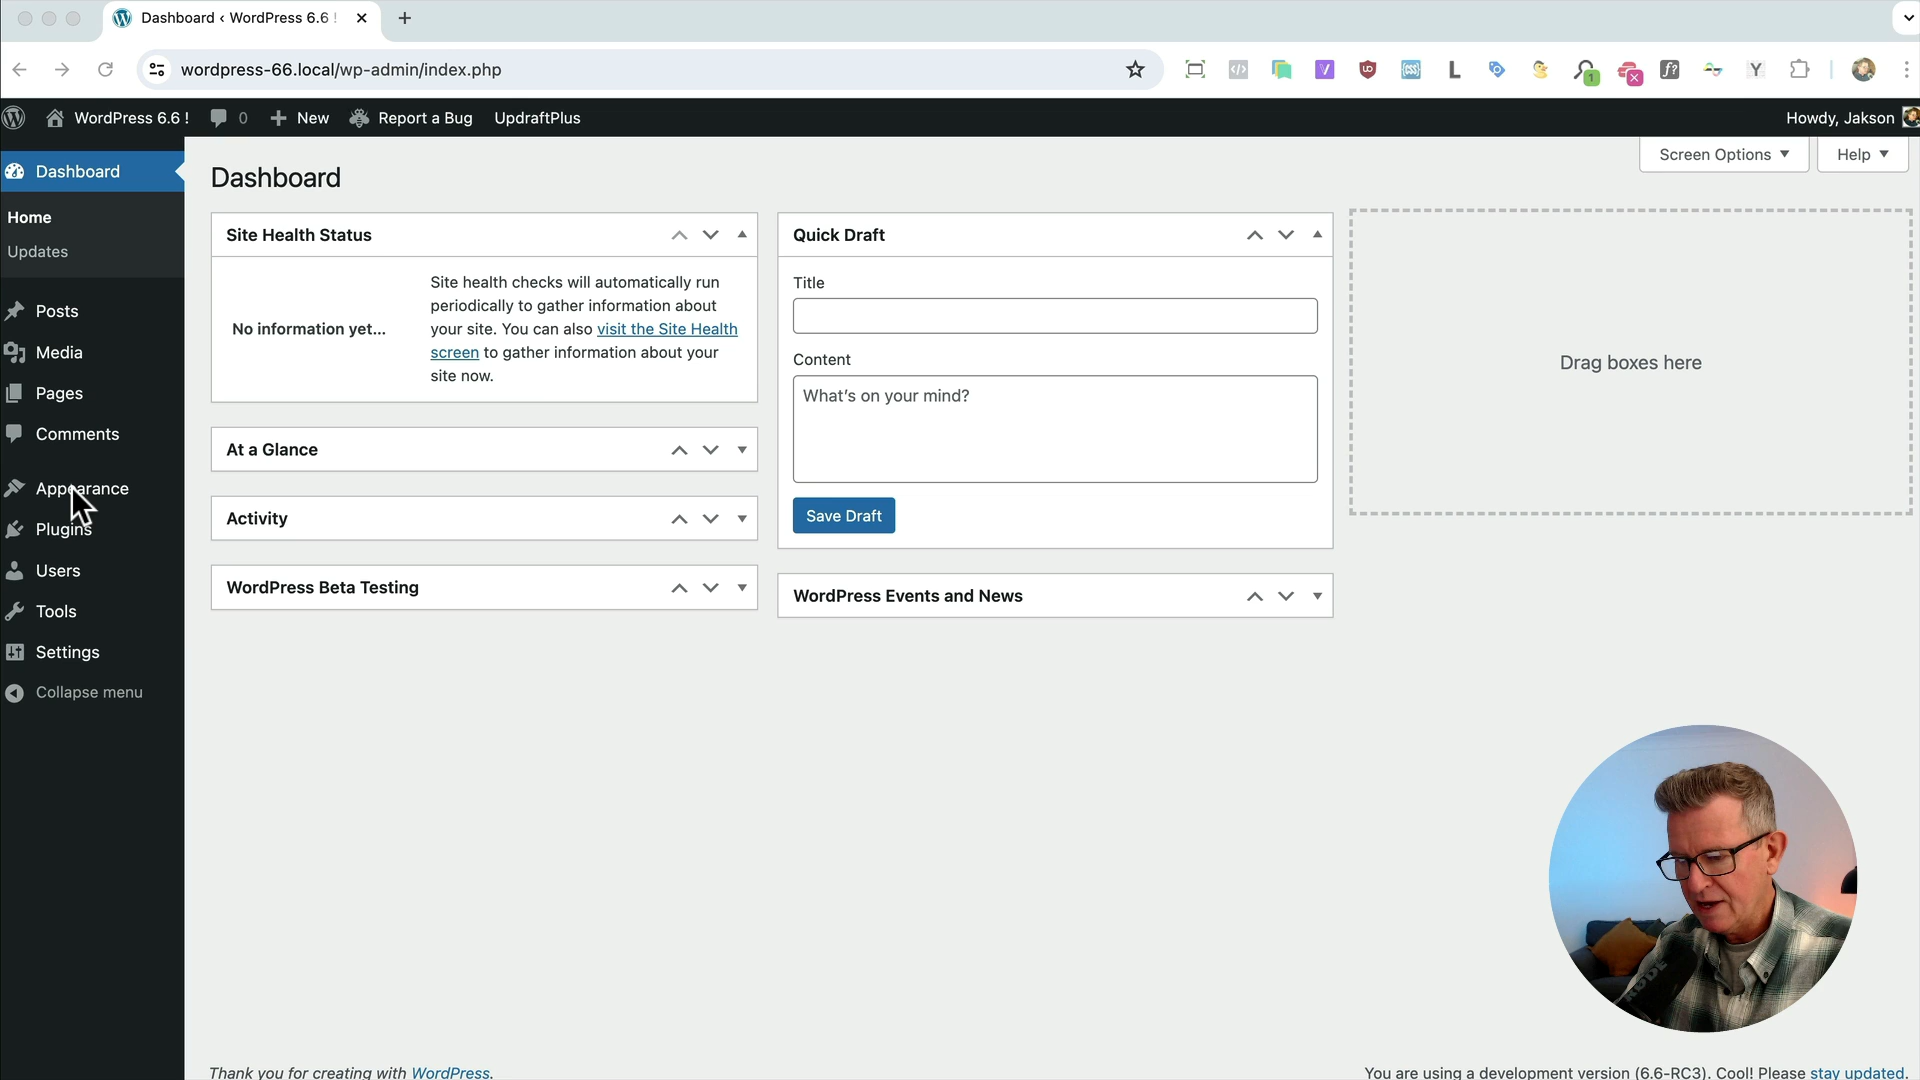 Dashboard ‹ WordPress 6.6 !
wordpress-66.local/wp-admin/index.php
WordPress 6.6 !
0
New
Report a Bug
UpdraftPlus
Howdy, Jakson
Screen Options
Help
Dashboard
Home
Updates
Posts
Media
Pages
Comments
Appearance
Plugins
Users
Tools
Settings
Collapse menu
Dashboard
Site Health Status
No information yet...
Site health checks will automatically run
periodically to gather information about
your site. You can also visit the Site Health
screen to gather information about your
site now.
At a Glance
Activity
WordPress Beta Testing
Quick Draft
Title
Content
What's on your mind?
Save Draft
WordPress Events and News
Drag boxes here
RØDE
Thank you for creating with WordPress.
You are using a development version (6.6-RC3). Cool! Please stay updated.